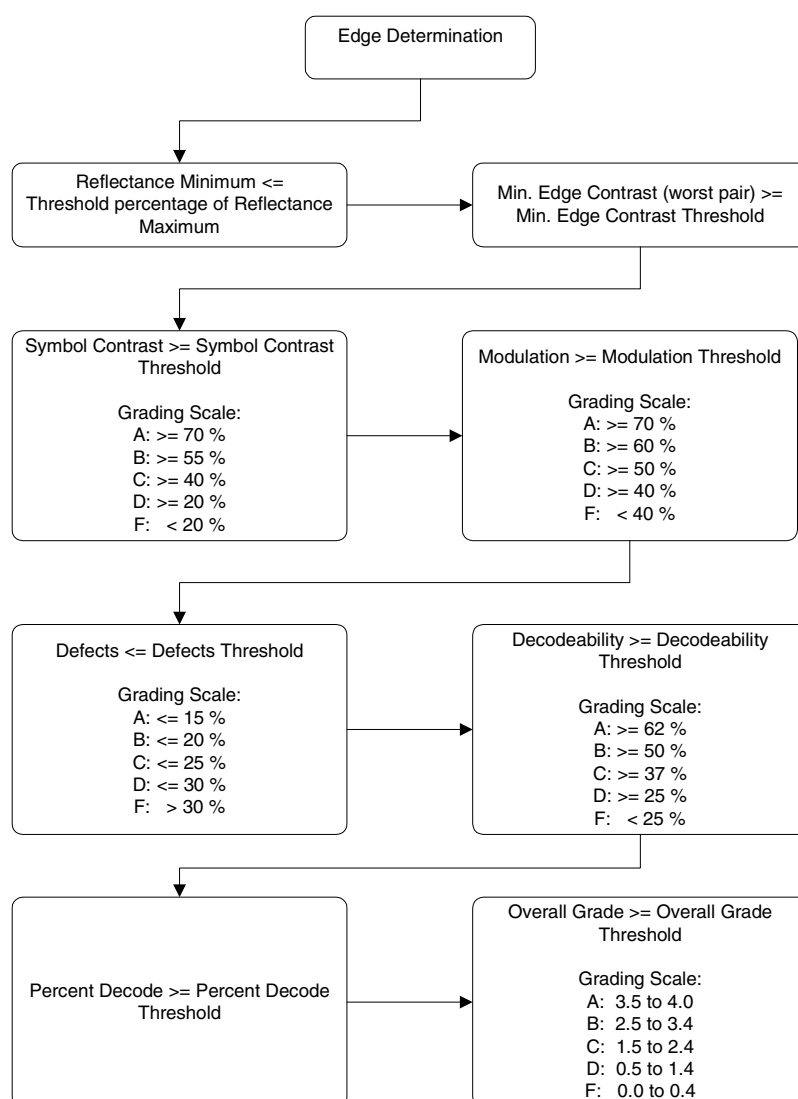 Edge Determination
Reflectance Minimum <=
Threshold percentage of Reflectance
Maximum
Min. Edge Contrast (worst pair) >=
Min. Edge Contrast Threshold
Symbol Contrast >= Symbol Contrast
Threshold
Grading Scale:
A: >= 70 %
B: >= 55 %
C: >= 40 %
D: >= 20 %
F: < 20 %
Modulation >= Modulation Threshold
Grading Scale:
A: >= 70 %
B: >= 60 %
C: >= 50 %
D: >= 40 %
F: < 40 %
Defects <= Defects Threshold
Grading Scale:
A: <= 15 %
B: <= 20 %
C: <= 25 %
D: <= 30 %
F: > 30 %
Decodeability >= Decodeability
Threshold
Grading Scale:
A: >= 62 %
B: >= 50 %
C: >= 37 %
D: >= 25 %
F: < 25 %
Percent Decode >= Percent Decode
Threshold
Overall Grade >= Overall Grade
Threshold
Grading Scale:
A: 3.5 to 4.0
B: 2.5 to 3.4
C: 1.5 to 2.4
D: 0.5 to 1.4
F: 0.0 to 0.4